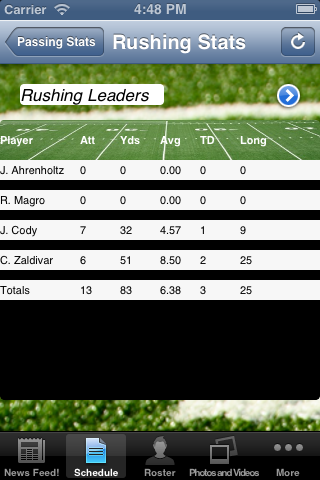 Carrier 4:48 PM
Passing Stats Rushing Stats
Rushing Leaders
Player Att Yds Avg TD Long
J. Ahrenholtz 0 0 0.00 0 0
R. Magro 0 0 0.00 0 0
J. Cody 7 32 4.57 1 9
C. Zaldivar 6 51 8.50 2 25
Totals 13 83 6.38 3 25
News Feed! Schedule Roster Photos and Videos More